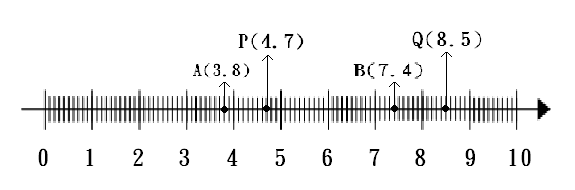 P(4.7)
Q(8.5)
A(3.8)
B(7.4)
0 1 2 3 4 5 6 7 8 9 10